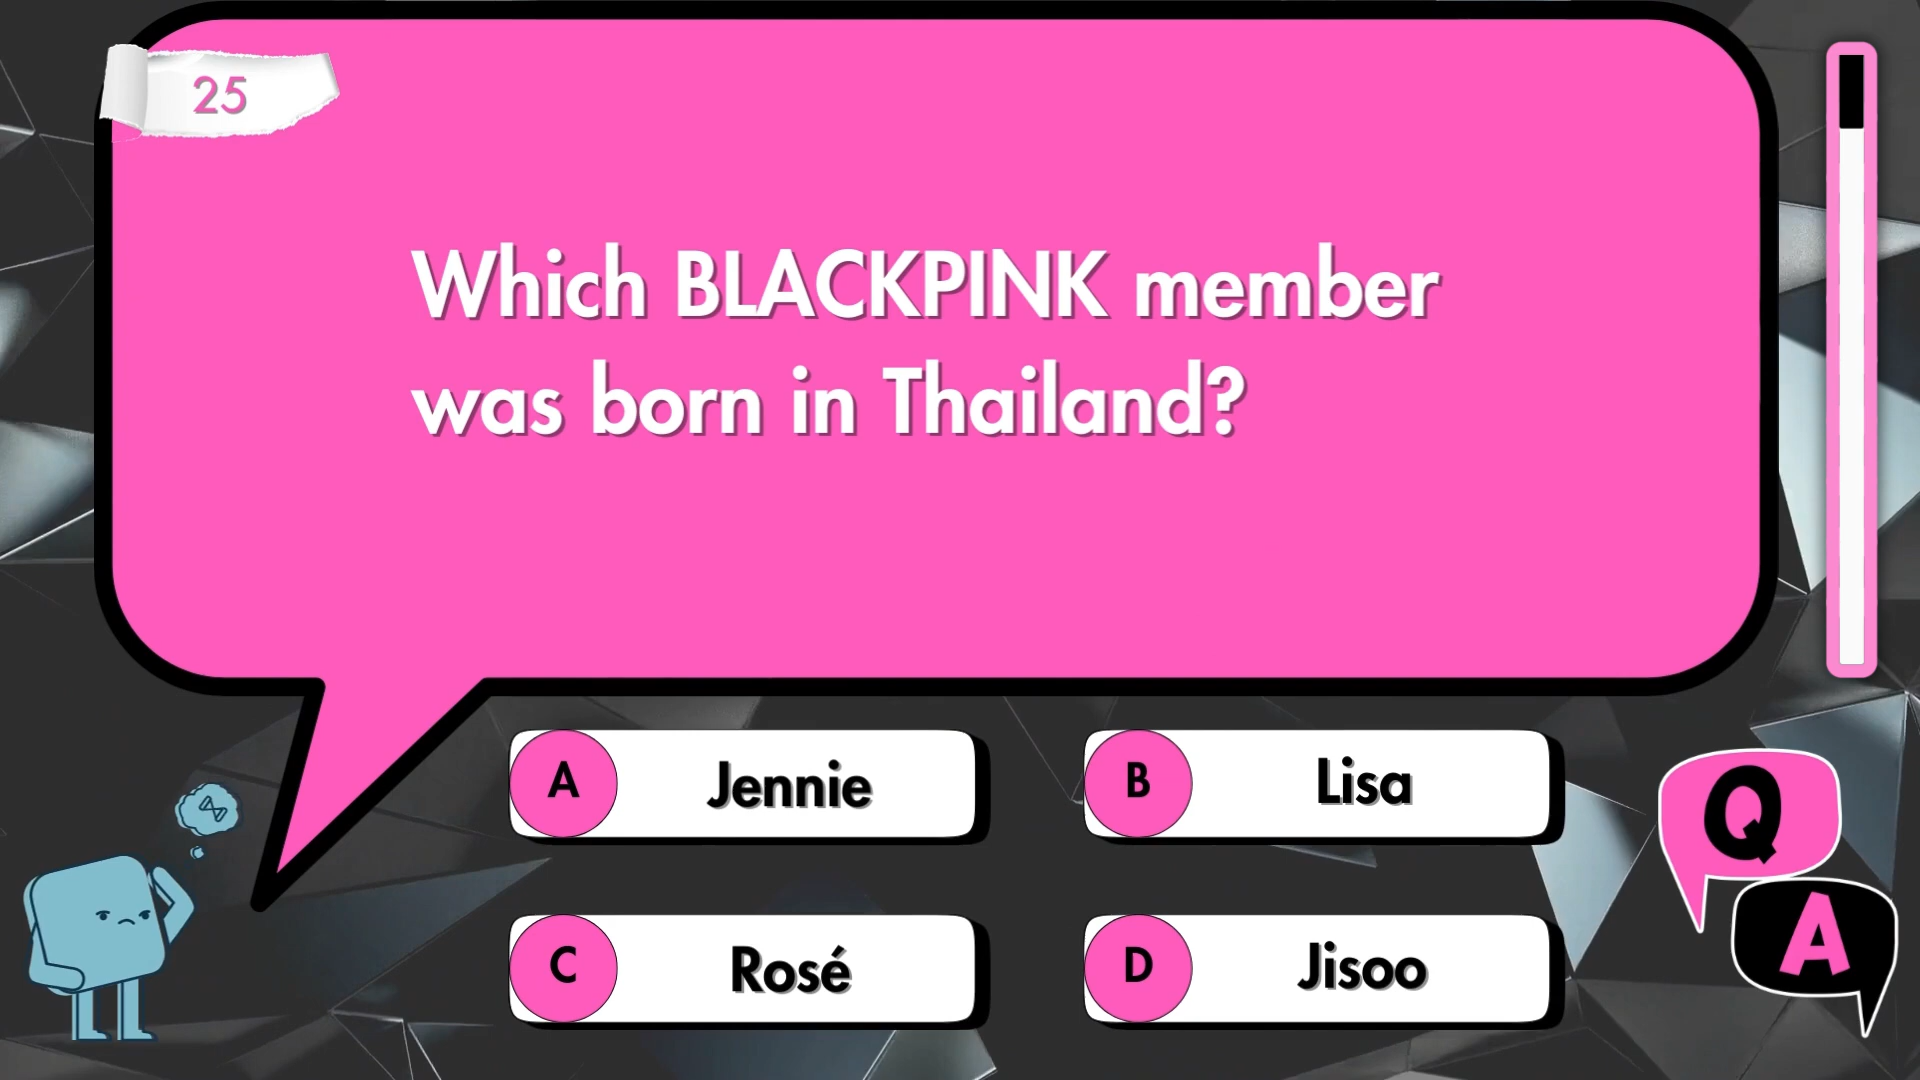 25
Which BLACKPINK member
was born in Thailand?
A Jennie
B Lisa
C Rosé
D Jisoo
Q
A